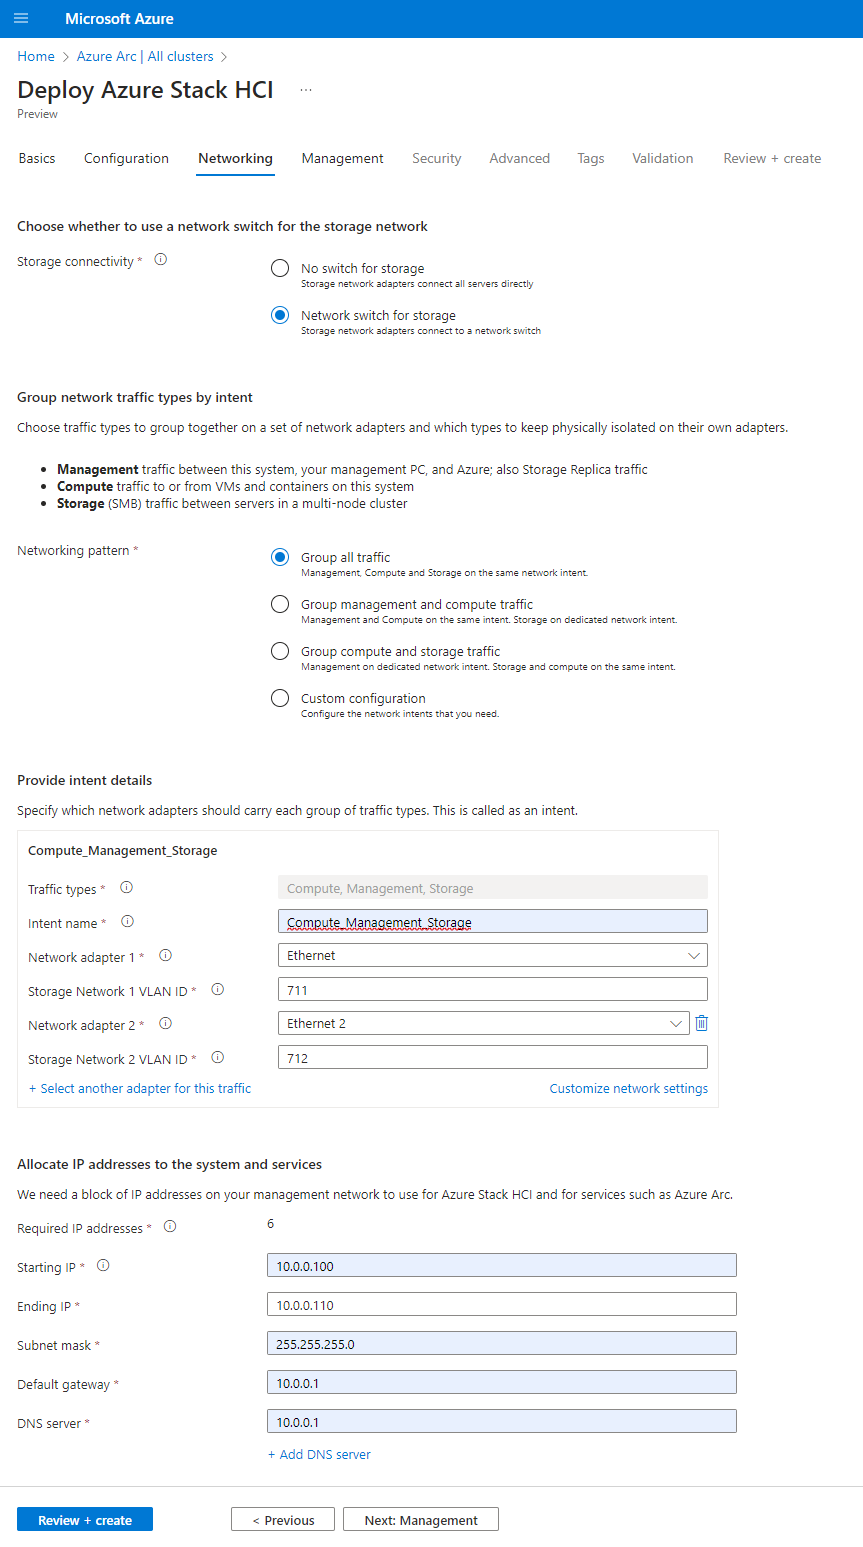 Microsoft Azure
Home > Azure Arc | All clusters >
Deploy Azure Stack HCI ...
Preview
Basics Configuration Networking Management Security Advanced Tags Validation Review + create
Choose whether to use a network switch for the storage network
Storage connectivity *
No switch for storage
Storage network adapters connect all servers directly
Network switch for storage
Storage network adapters connect to a network switch
Group network traffic types by intent
Choose traffic types to group together on a set of network adapters and which types to keep physically isolated on their own adapters.
• Management traffic between this system, your management PC, and Azure; also Storage Replica traffic
• Compute traffic to or from VMs and containers on this system
• Storage (SMB) traffic between servers in a multi-node cluster
Networking pattern *
Group all traffic
Management, Compute and Storage on the same network intent.
Group management and compute traffic
Management and Compute on the same intent. Storage on dedicated network intent.
Group compute and storage traffic
Management on dedicated network intent. Storage and compute on the same intent.
Custom configuration
Configure the network intents that you need.
Provide intent details
Specify which network adapters should carry each group of traffic types. This is called as an intent.
Compute_Management_Storage
Traffic types * Compute, Management, Storage
Intent name * Compute_Management_Storage
Network adapter 1 * Ethernet
Storage Network 1 VLAN ID * 711
Network adapter 2 * Ethernet 2
Storage Network 2 VLAN ID * 712
+ Select another adapter for this traffic Customize network settings
Allocate IP addresses to the system and services
We need a block of IP addresses on your management network to use for Azure Stack HCI and for services such as Azure Arc.
Required IP addresses * 6
Starting IP * 10.0.0.100
Ending IP * 10.0.0.110
Subnet mask * 255.255.255.0
Default gateway * 10.0.0.1
DNS server * 10.0.0.1
+ Add DNS server
Review + create < Previous Next: Management